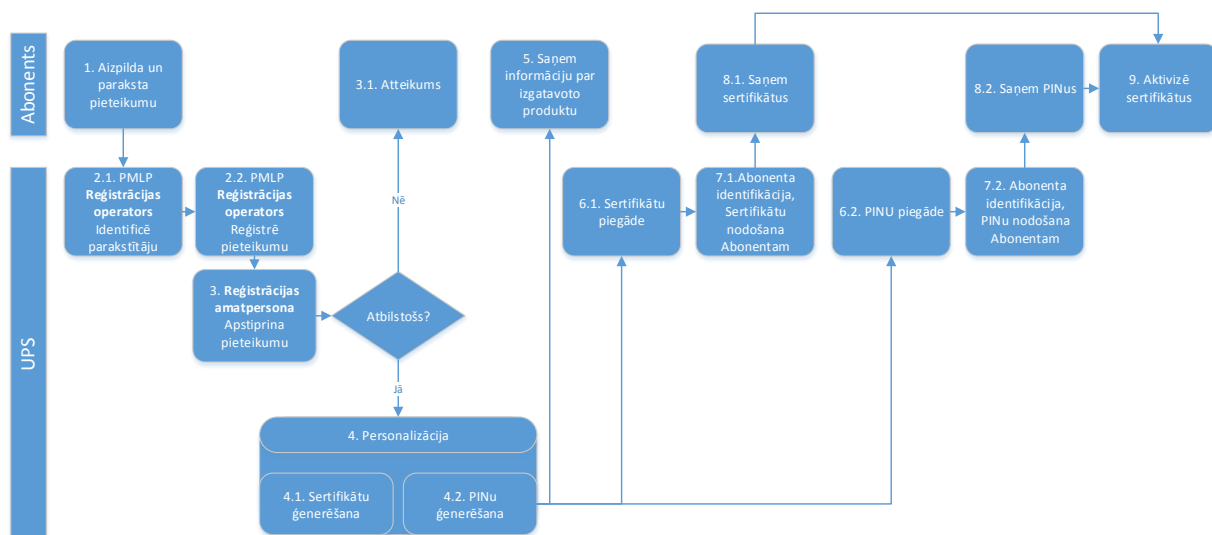 Abonents
1. Aizpilda un
paraksta
pieteikumu
3.1. Atteikums
5. Saņem
informāciju par
izgatavoto
produktu
8.1. Saņem
sertifikātus
8.2. Saņem PINus
9. Aktivizē
sertifikātus
UPS
2.1. PMLP
Reģistrācijas
operators
Identificē
parakstītāju
2.2. PMLP
Reģistrācijas
operators
Reģistrē
pieteikumu
Nē
6.1. Sertifikātu
piegāde
7.1.Abonenta
identifikācija,
Sertifikātu
nodošana
Abonentam
6.2. PINU piegāde
7.2. Abonenta
identifikācija,
PINu nodošana
Abonentam
3. Reģistrācijas
amatpersona
Apstiprina
pieteikumu
Atbilstošs?
Jā
4. Personalizācija
4.1. Sertifikātu
ģenerēšana
4.2. PINu
ģenerēšana